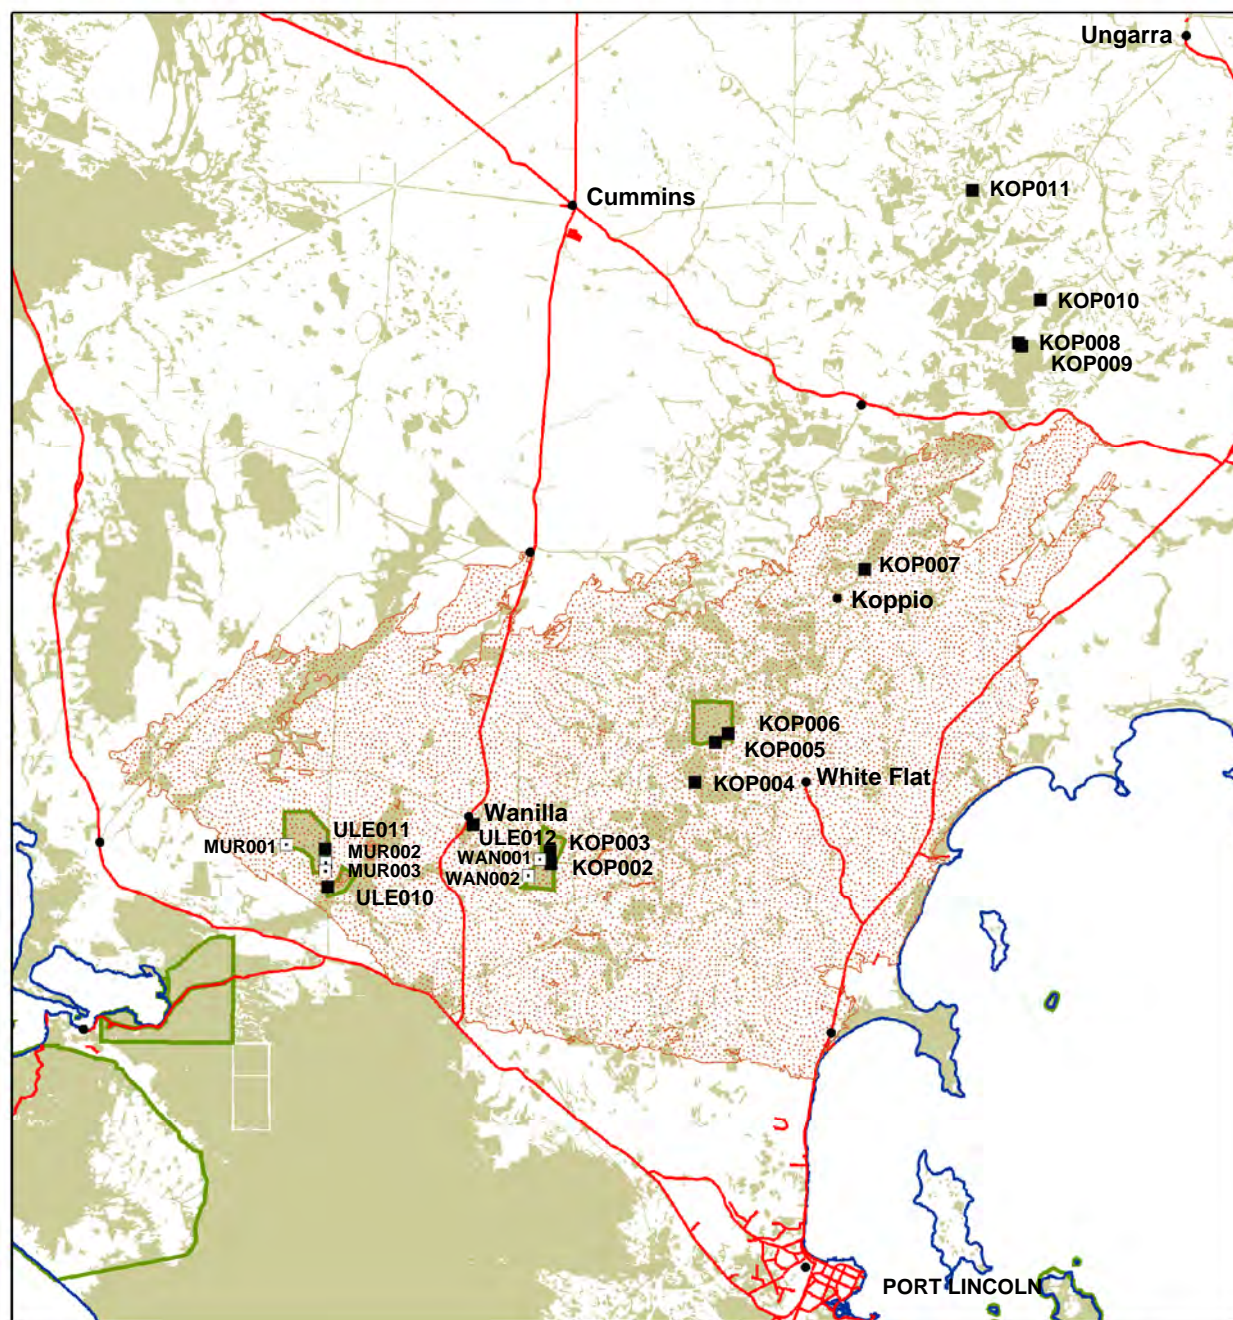 Ungarra
KOP011
Cummins
KOP010
KOP008
KOP009
KOP007
Koppio
KOP006
KOP005
KOP004
White Flat
Wanilla
ULE011
ULE012
KOP003
MUR001
MUR002
WAN001
KOP002
MUR003
WAN002
ULE010
PORT LINCOLN